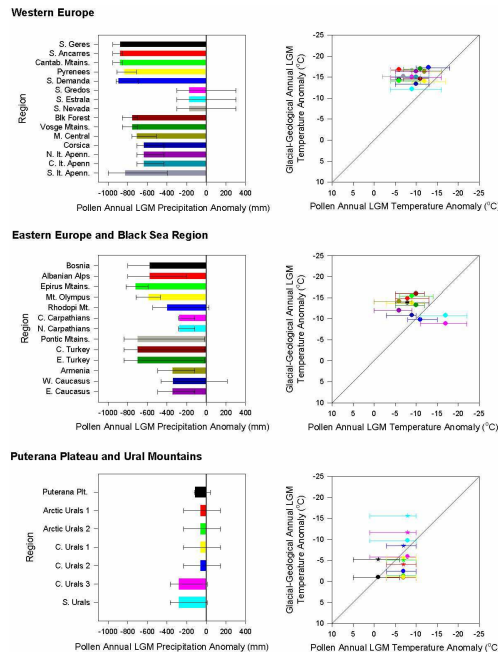 Western Europe
Region
S. Geres
S. Ancarres
Cantab. Mtains.
Pyrenees
S. Demanda
S. Gredos
S. Estrala
S. Nevada
Blk Forest
Vosge Mtains.
M. Central
Corsica
N. It. Apenn.
C. It. Apenn
S. It. Apenn.
-1000 -800 -600 -400 -200 0 200 400
Pollen Annual LGM Precipitation Anomaly (mm)
Glacial-Geological Annual LGM
Temperature Anomaly (°C)
-25
-20
-15
-10
-5
0
5
10
10 5 0 -5 -10 -15 -20 -25
Pollen Annual LGM Temperature Anomaly (°C)
Eastern Europe and Black Sea Region
Region
Bosnia
Albanian Alps
Epirus Mtains.
Mt. Olympus
Rhodopi Mt.
C. Carpathians
N. Carpathians
Pontic Mtains.
C. Turkey
E. Turkey
Armenia
W. Caucasus
E. Caucasus
-1000 -800 -600 -400 -200 0 200 400
Pollen Annual LGM Precipitation Anomaly (mm)
Glacial-Geological Annual LGM
Temperature Anomaly (°C)
-25
-20
-15
-10
-5
0
5
10
10 5 0 -5 -10 -15 -20 -25
Pollen Annual LGM Temperature Anomaly (°C)
Puterana Plateau and Ural Mountains
Region
Puterana Plt.
Arctic Urals 1
Arctic Urals 2
C. Urals 1
C. Urals 2
C. Urals 3
S. Urals
-1000 -800 -600 -400 -200 0 200 400
Pollen Annual LGM Precipitation Anomaly (mm)
Glacial-Geological Annual LGM
Temperature Anomaly (°C)
-25
-20
-15
-10
-5
0
5
10
10 5 0 -5 -10 -15 -20 -25
Pollen Annual LGM Temperature Anomaly (°C)